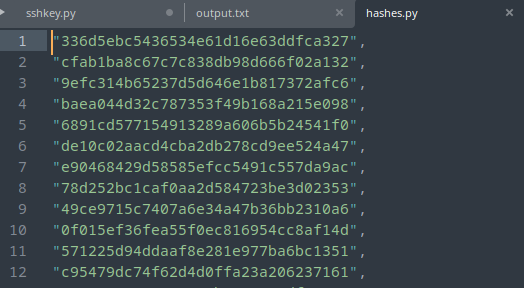 sshkey.py output.txt hashes.py
1 "336d5ebc5436534e61d16e63ddfca327",
2 "cfab1ba8c67c7c838db98d666f02a132",
3 "9efc314b65237d5d646e1b817372afc6",
4 "baea044d32c787353f49b168a215e098",
5 "6891cd577154913289a606b5b24541f0",
6 "de10c02aacd4cba2db278cd9ee524a47",
7 "e90468429d58585efcc5491c557da9ac",
8 "78d252bc1caf0aa2d584723be3d02353",
9 "49ce9715c7407a6e34a47b36bb2310a6",
10 "0f015ef36fea55f0ec816954cc8af14d",
11 "571225d94ddaaf8e281e977ba6bc1351",
12 "c95479dc74f62d4d0ffa23a206237161",